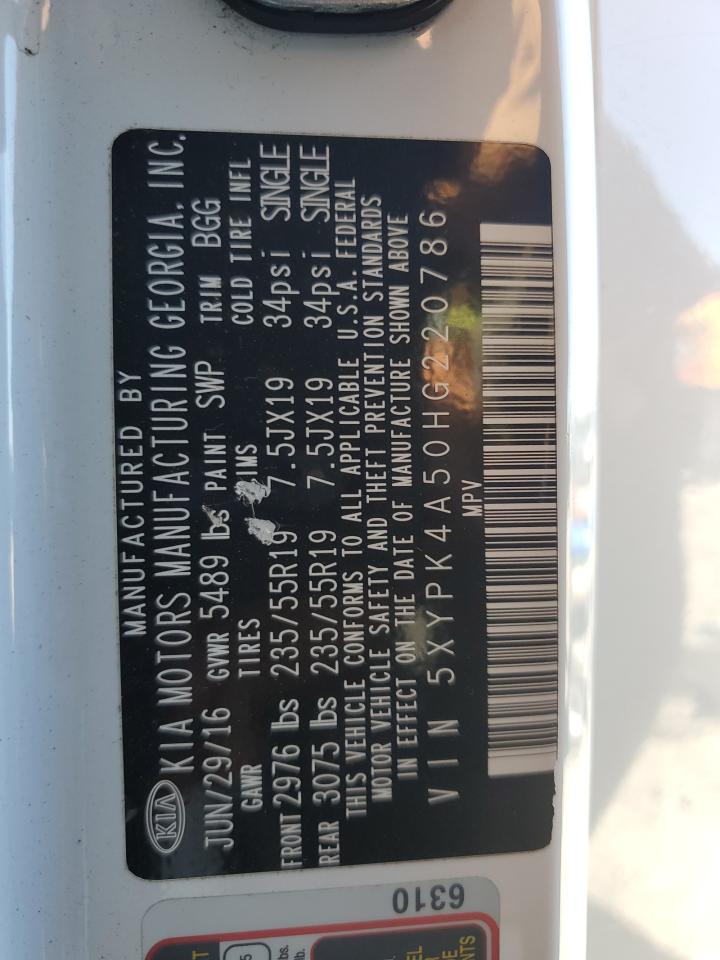 MANUFACTURED BY
KIA KIA MOTORS MANUFACTURING GEORGIA, INC.
JUN/29/16 GVWR 5489 lbs PAINT SWP TRIM BGG
GAWR TIRES RIMS COLD TIRE INFL
FRONT 2976 lbs 235/55R19 7.5JX19 34psi SINGLE
REAR 3075 lbs 235/55R19 7.5JX19 34psi SINGLE
THIS VEHICLE CONFORMS TO ALL APPLICABLE U.S.A. FEDERAL
MOTOR VEHICLE SAFETY AND THEFT PREVENTION STANDARDS
IN EFFECT ON THE DATE OF MANUFACTURE SHOWN ABOVE
VIN 5XYPK4A50HG220786
MPV
6310